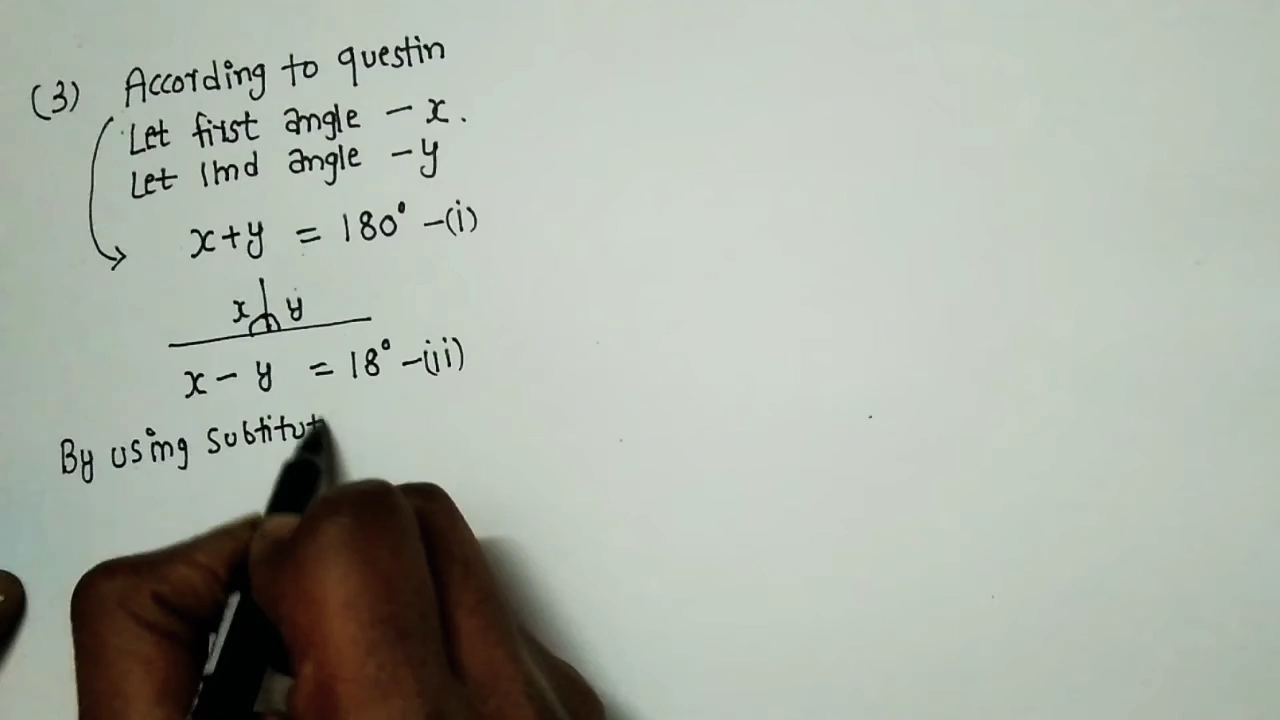 (3) According to questin
Let first angle - x.
Let IInd angle - y
x+y = 180° -(i)
x y
x - y = 18° -(ii)
By using subtitut